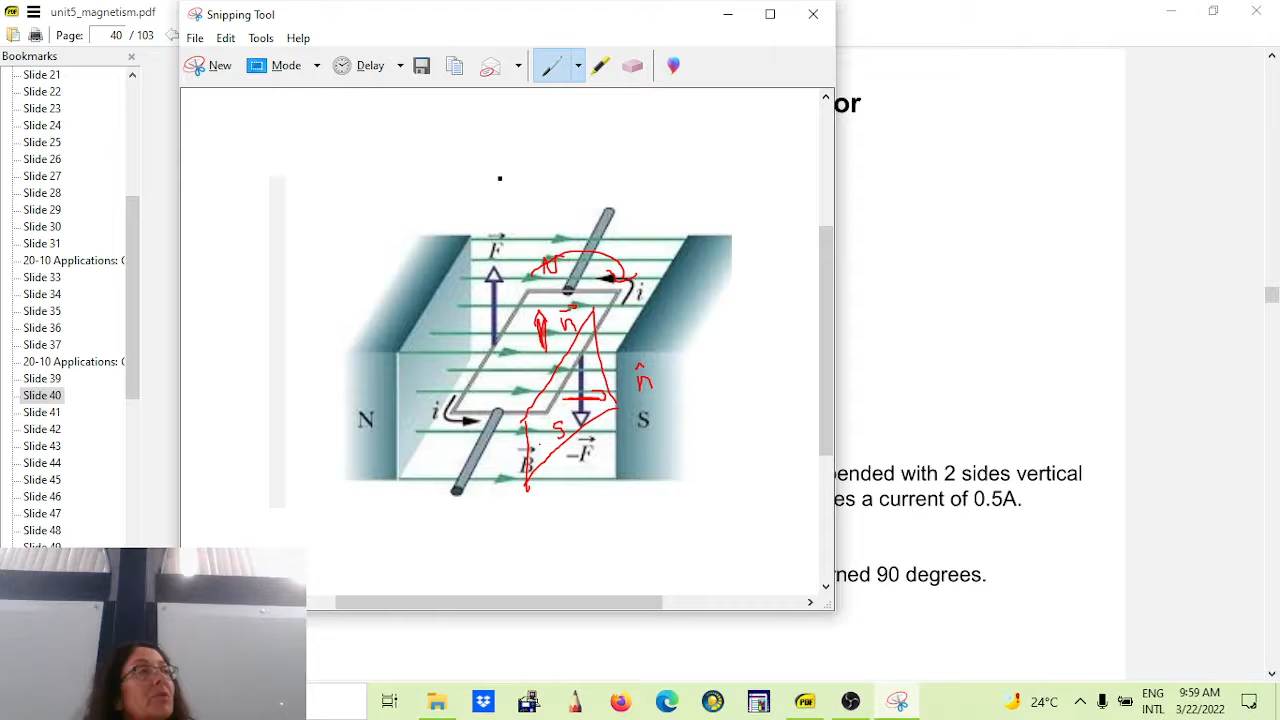 unit5_magnetism.pdf
Snipping Tool
File Edit Tools Help
New Mode Delay
Page: 40 / 103
Bookmarks
Slide 21
Slide 22
Slide 23
Slide 24
Slide 25
Slide 26
Slide 27
Slide 28
Slide 29
Slide 30
Slide 31
20-10 Applications: G
Slide 33
Slide 34
Slide 35
Slide 36
Slide 37
20-10 Applications: G
Slide 39
Slide 40
Slide 41
Slide 42
Slide 43
Slide 44
Slide 45
Slide 46
Slide 47
Slide 48
or
F
N
i
n
n
N
i
S
S
B
-F
pended with 2 sides vertical
es a current of 0.5A.
rned 90 degrees.
24°C
ENG
INTL
9:59 AM
3/22/2022